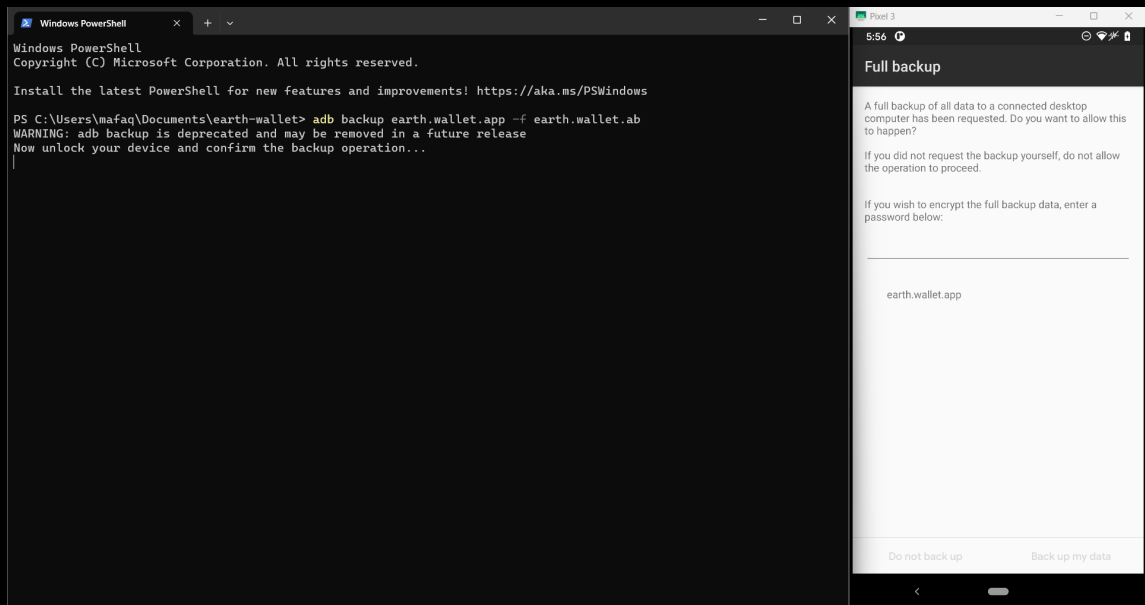 Windows PowerShell
Windows PowerShell
Copyright (C) Microsoft Corporation. All rights reserved.
Install the latest PowerShell for new features and improvements! https://aka.ms/PSWindows
PS C:\Users\mafaq\Documents\earth-wallet> adb backup earth.wallet.app -f earth.wallet.ab
WARNING: adb backup is deprecated and may be removed in a future release
Now unlock your device and confirm the backup operation...
Pixel 3
5:56
Full backup
A full backup of all data to a connected desktop
computer has been requested. Do you want to allow this
to happen?
If you did not request the backup yourself, do not allow
the operation to proceed.
If you wish to encrypt the full backup data, enter a
password below:
earth.wallet.app
Do not back up
Back up my data